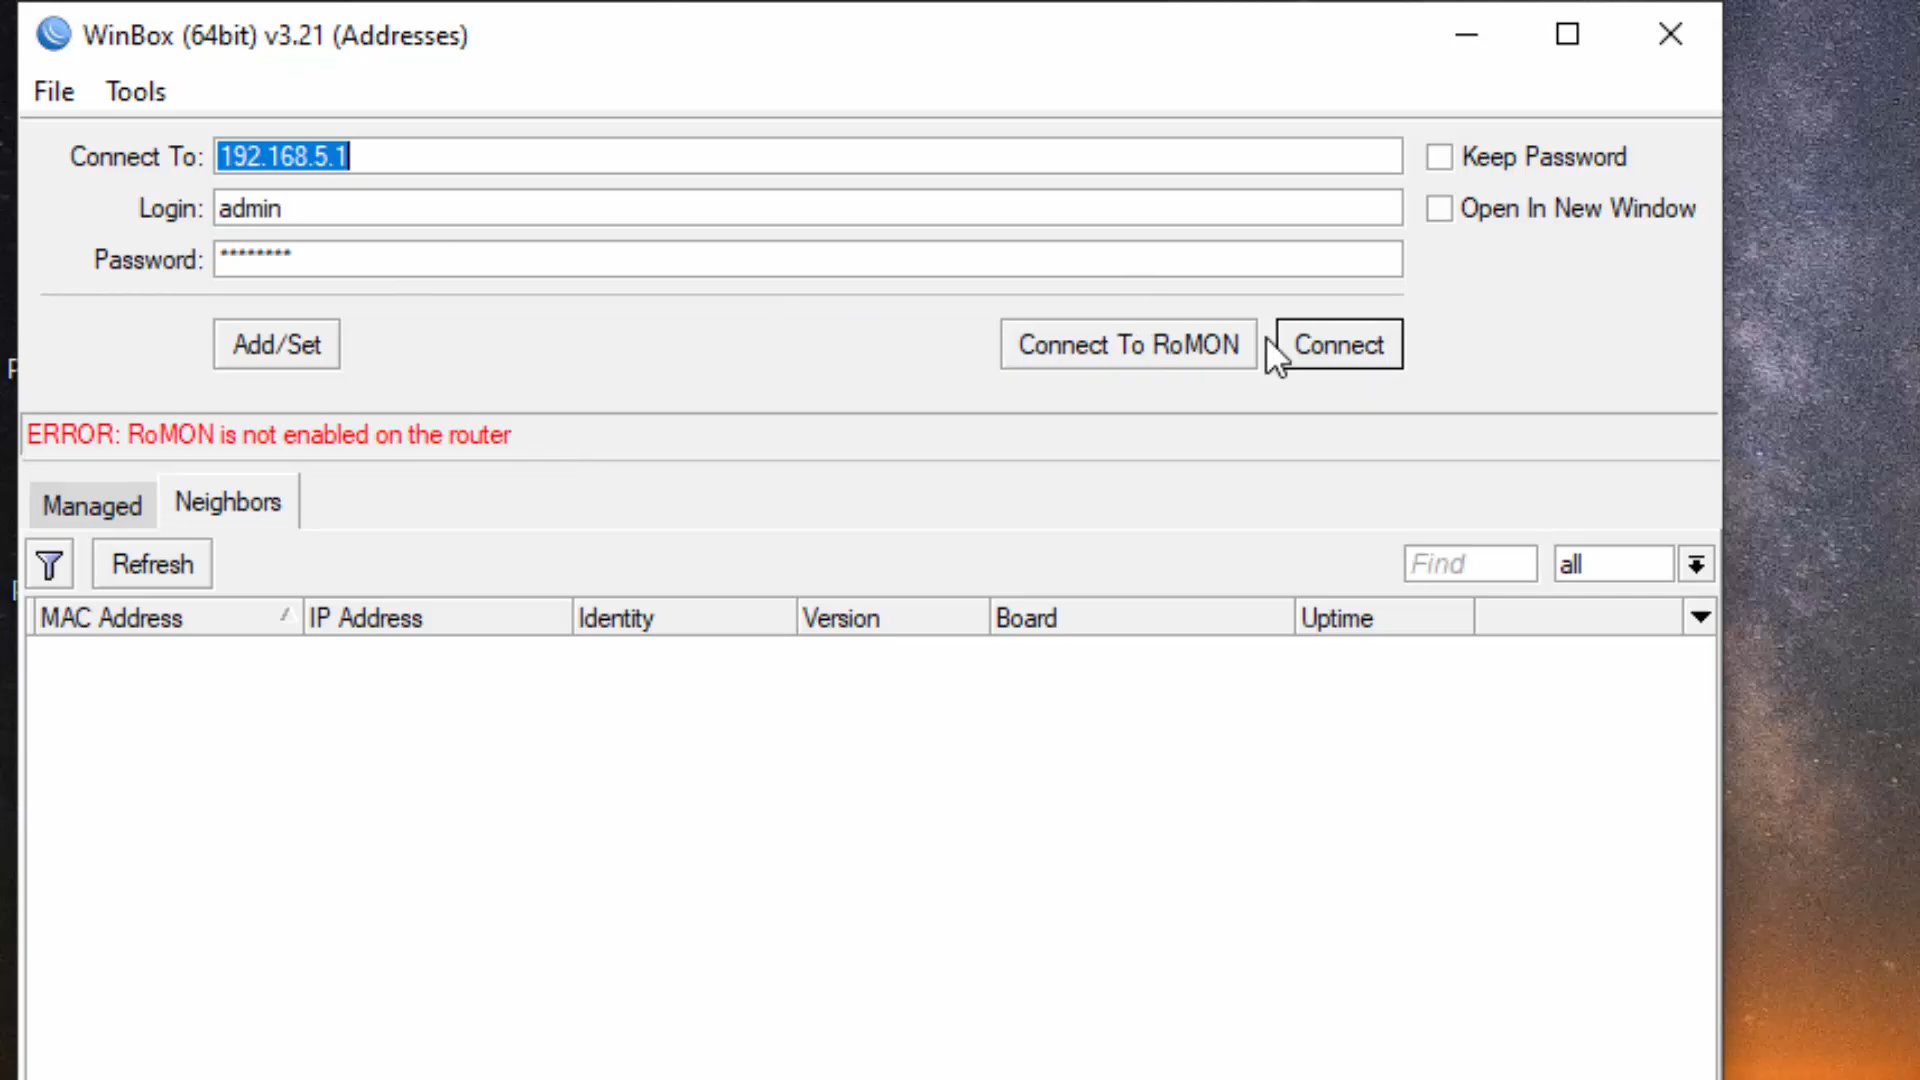 WinBox (64bit) v3.21 (Addresses)
File Tools
Connect To: 192.168.5.1 Keep Password
Login: admin Open In New Window
Password: ********
Add/Set Connect To RoMON Connect
ERROR: RoMON is not enabled on the router
Managed Neighbors
Refresh Find all
MAC Address IP Address Identity Version Board Uptime